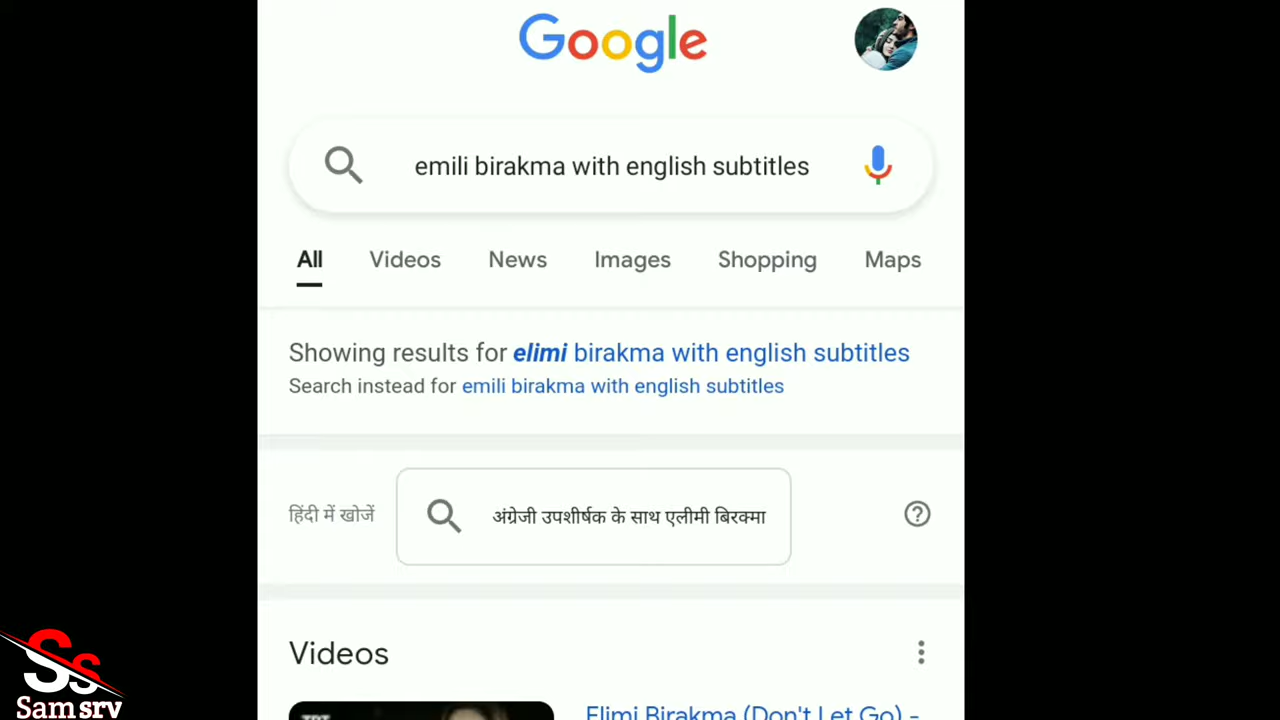 Google
emili birakma with english subtitles
All Videos News Images Shopping Maps
Showing results for elimi birakma with english subtitles
Search instead for emili birakma with english subtitles
हिंदी में खोजें
अंग्रेजी उपशीर्षक के साथ एलीमी बिरक्मा
Videos
TRT
Elimi Birakma (Don't Let Go) -
Ss
Sam srv